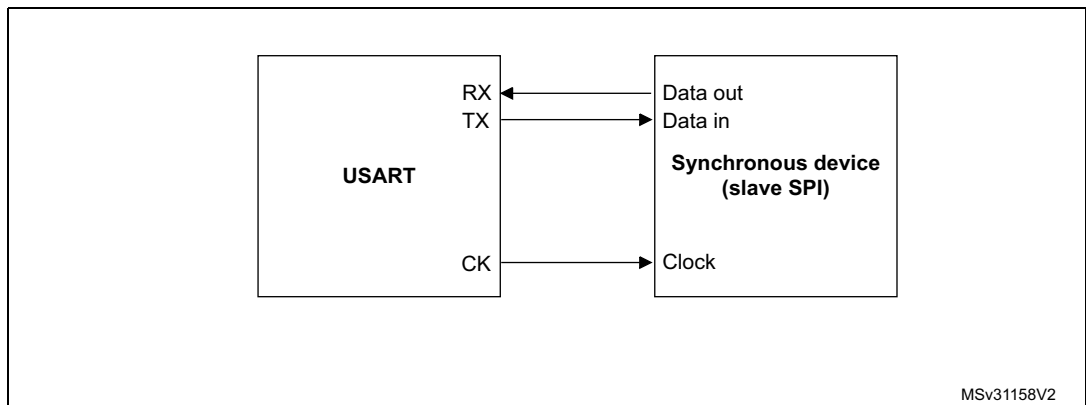 RX
TX
USART
CK
Data out
Data in
Synchronous device
(slave SPI)
Clock
MSv31158V2